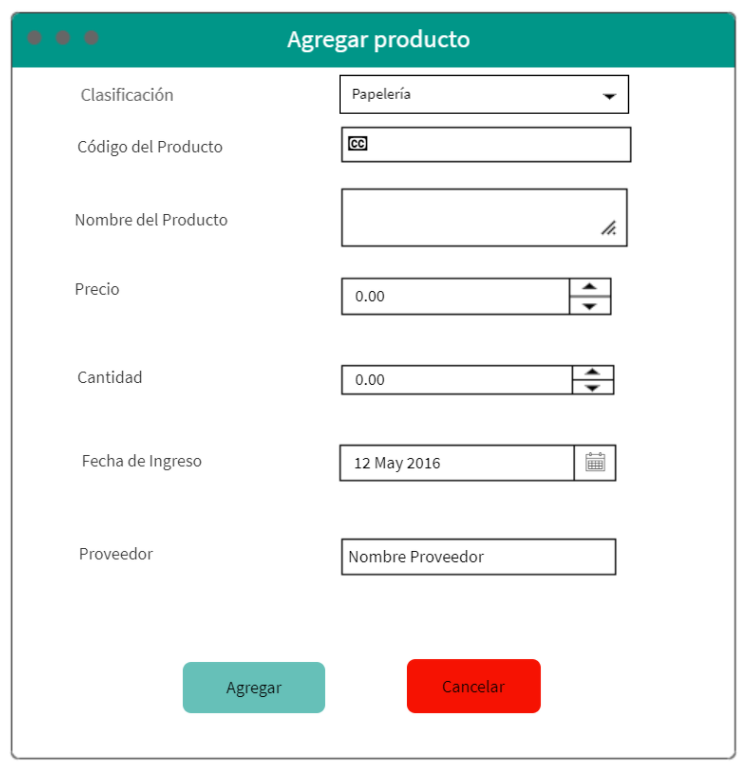 Agregar producto
Clasificación
Papelería
Código del Producto
CC
Nombre del Producto
Precio
0.00
Cantidad
0.00
Fecha de Ingreso
12 May 2016
Proveedor
Nombre Proveedor
Agregar
Cancelar